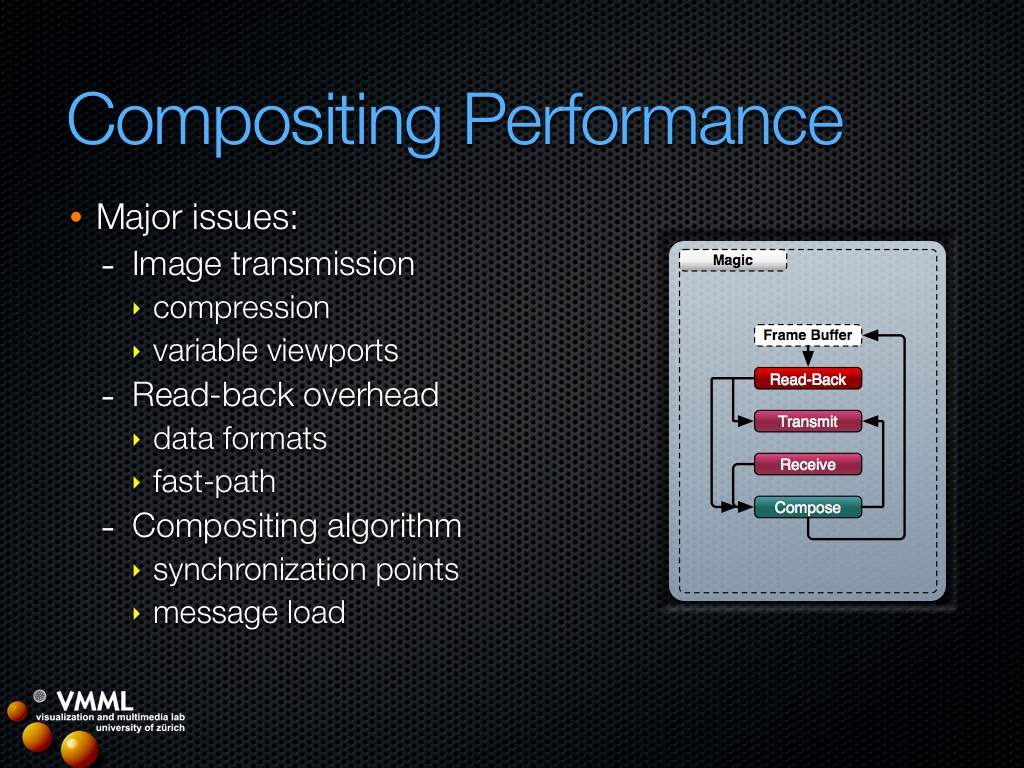 Compositing Performance
• Major issues:
- Image transmission
‣ compression
‣ variable viewports
- Read-back overhead
‣ data formats
‣ fast-path
- Compositing algorithm
‣ synchronization points
‣ message load
Magic
Frame Buffer
Read-Back
Transmit
Receive
Compose
VMML
visualization and multimedia lab
university of zürich